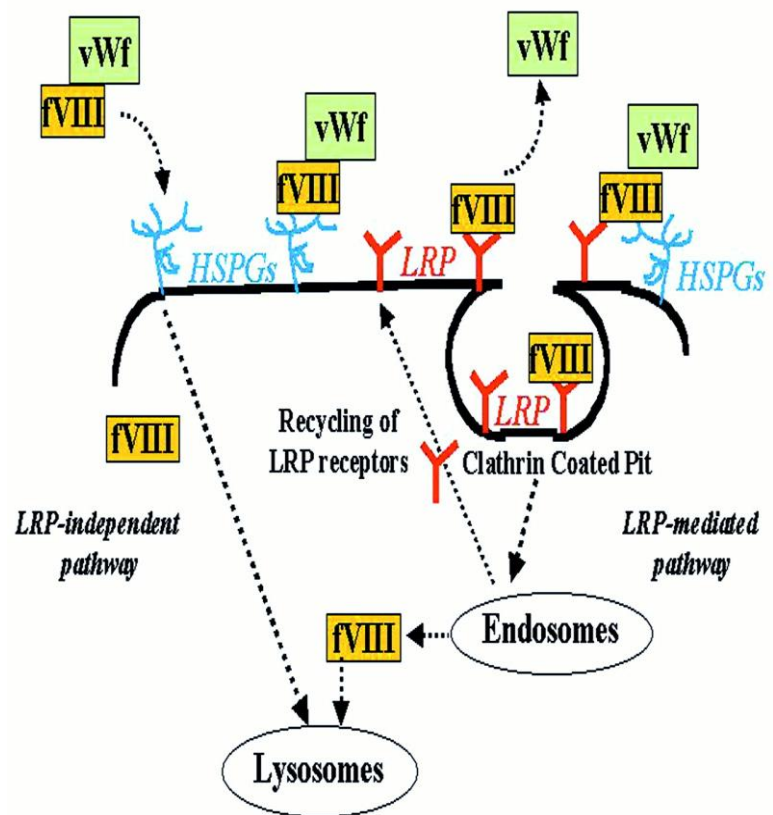 vWf
fVIII
vWf
fVIII
vWf
fVIII
vWf
fVIII
HSPGs
LRP
HSPGs
fVIII
LRP
fVIII
Recycling of
LRP receptors
Clathrin Coated Pit
LRP-independent
pathway
LRP-mediated
pathway
fVIII
Endosomes
Lysosomes